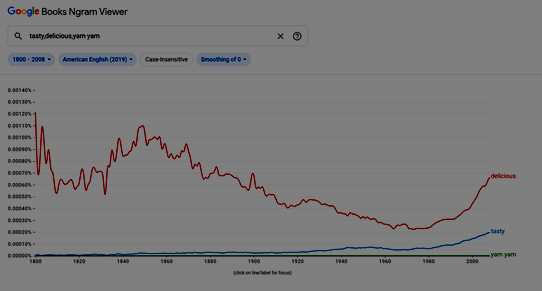 Google Books Ngram Viewer
tasty,delicious,yam yam
1800 - 2008 American English (2019) Case-Insensitive Smoothing of 0
0.00140%
0.00130%
0.00120%
0.00110%
0.00100%
0.00090%
0.00080%
0.00070%
0.00060%
0.00050%
0.00040%
0.00030%
0.00020%
0.00010%
0.00000%
delicious
tasty
yam yam
1800 1820 1840 1860 1880 1900 1920 1940 1960 1980 2000
(click on line/label for focus)